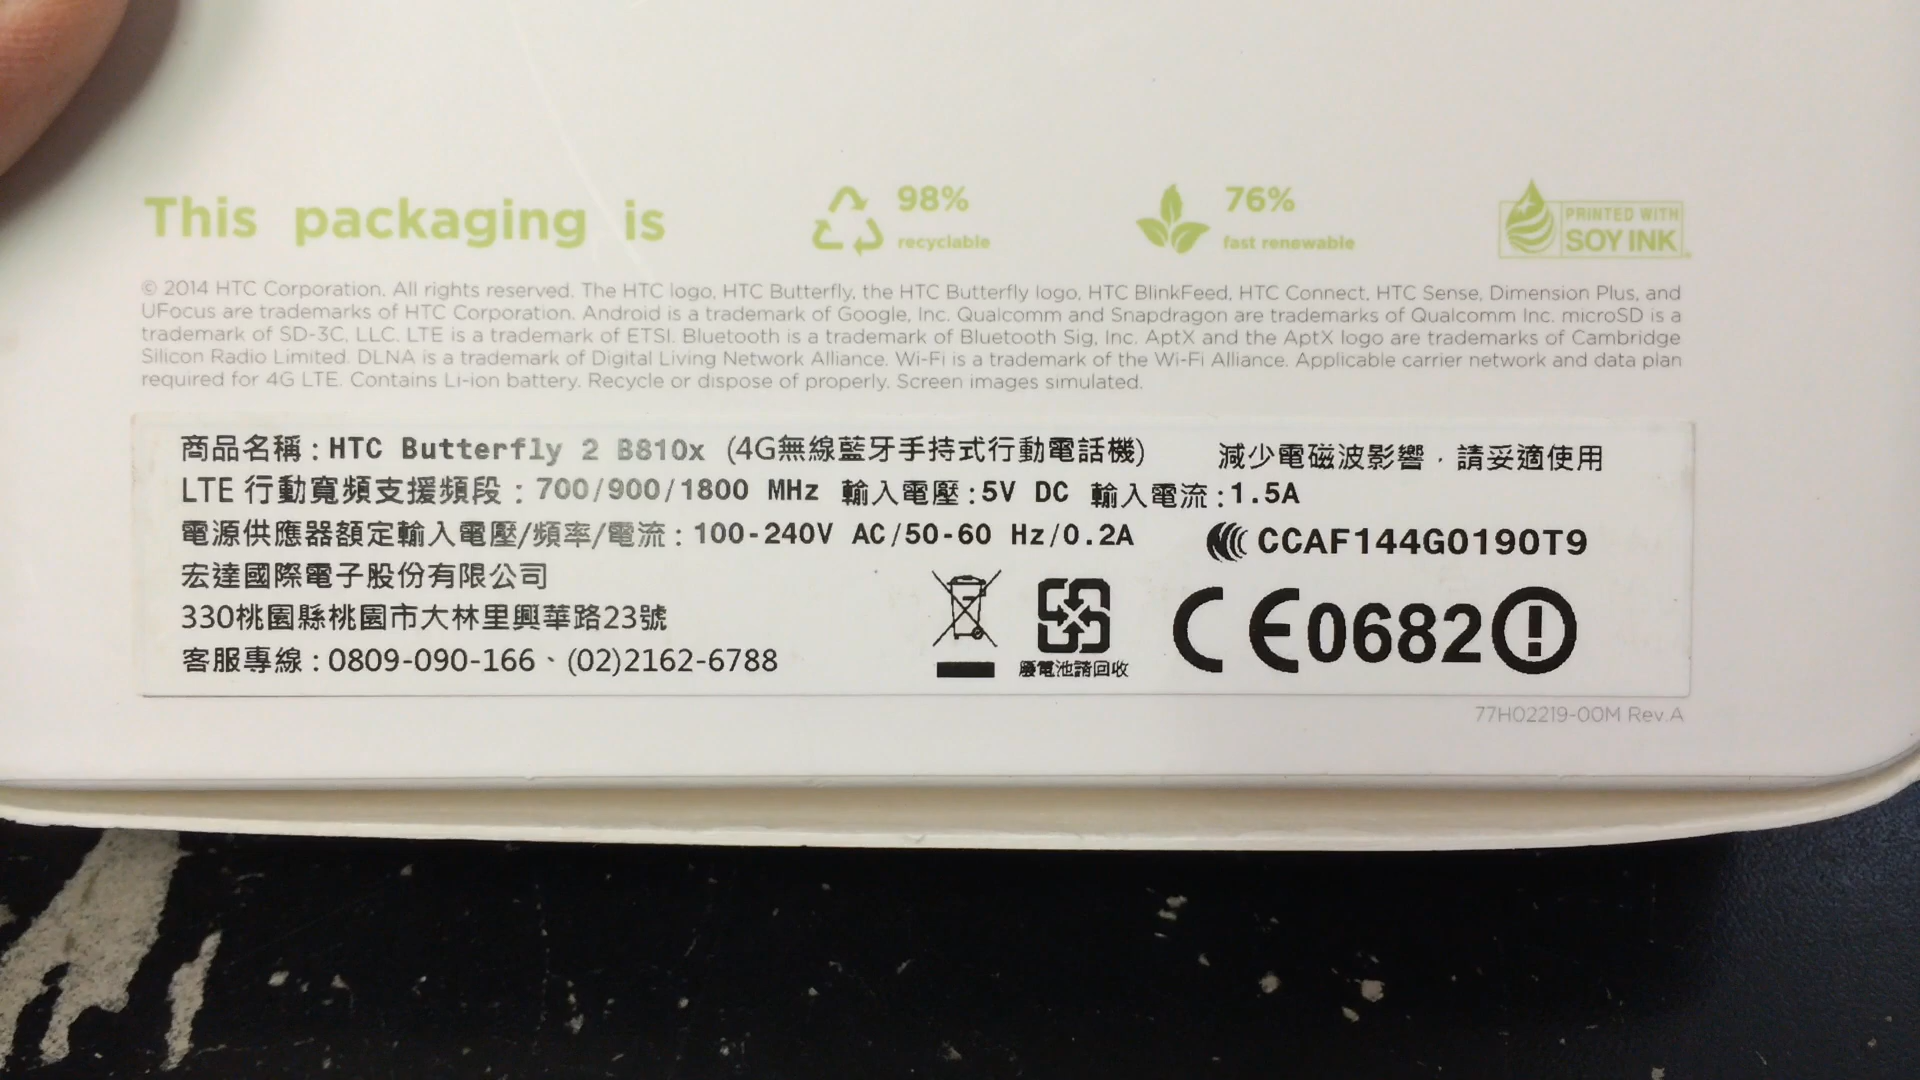 This packaging is
98%
recyclable
76%
fast renewable
PRINTED WITH
SOY INK
© 2014 HTC Corporation. All rights reserved. The HTC logo, HTC Butterfly, the HTC Butterfly logo, HTC BlinkFeed, HTC Connect, HTC Sense, Dimension Plus, and
UFocus are trademarks of HTC Corporation. Android is a trademark of Google, Inc. Qualcomm and Snapdragon are trademarks of Qualcomm Inc. microSD is a
trademark of SD-3C, LLC. LTE is a trademark of ETSI. Bluetooth is a trademark of Bluetooth Sig, Inc. AptX and the AptX logo are trademarks of Cambridge
Silicon Radio Limited. DLNA is a trademark of Digital Living Network Alliance. Wi-Fi is a trademark of the Wi-Fi Alliance. Applicable carrier network and data plan
required for 4G LTE. Contains Li-ion battery. Recycle or dispose of properly. Screen images simulated.
商品名稱:HTC Butterfly 2 B810x (4G無線藍牙手持式行動電話機) 減少電磁波影響，請妥適使用
LTE 行動寬頻支援頻段:700/900/1800 MHz 輸入電壓:5V DC 輸入電流:1.5A
電源供應器額定輸入電壓/頻率/電流:100-240V AC/50-60 Hz/0.2A
CCAF144G0190T9
宏達國際電子股份有限公司
330桃園縣桃園市大林里興華路23號
客服專線:0809-090-166、(02)2162-6788
廢電池請回收
CE0682
77H02219-00M Rev.A